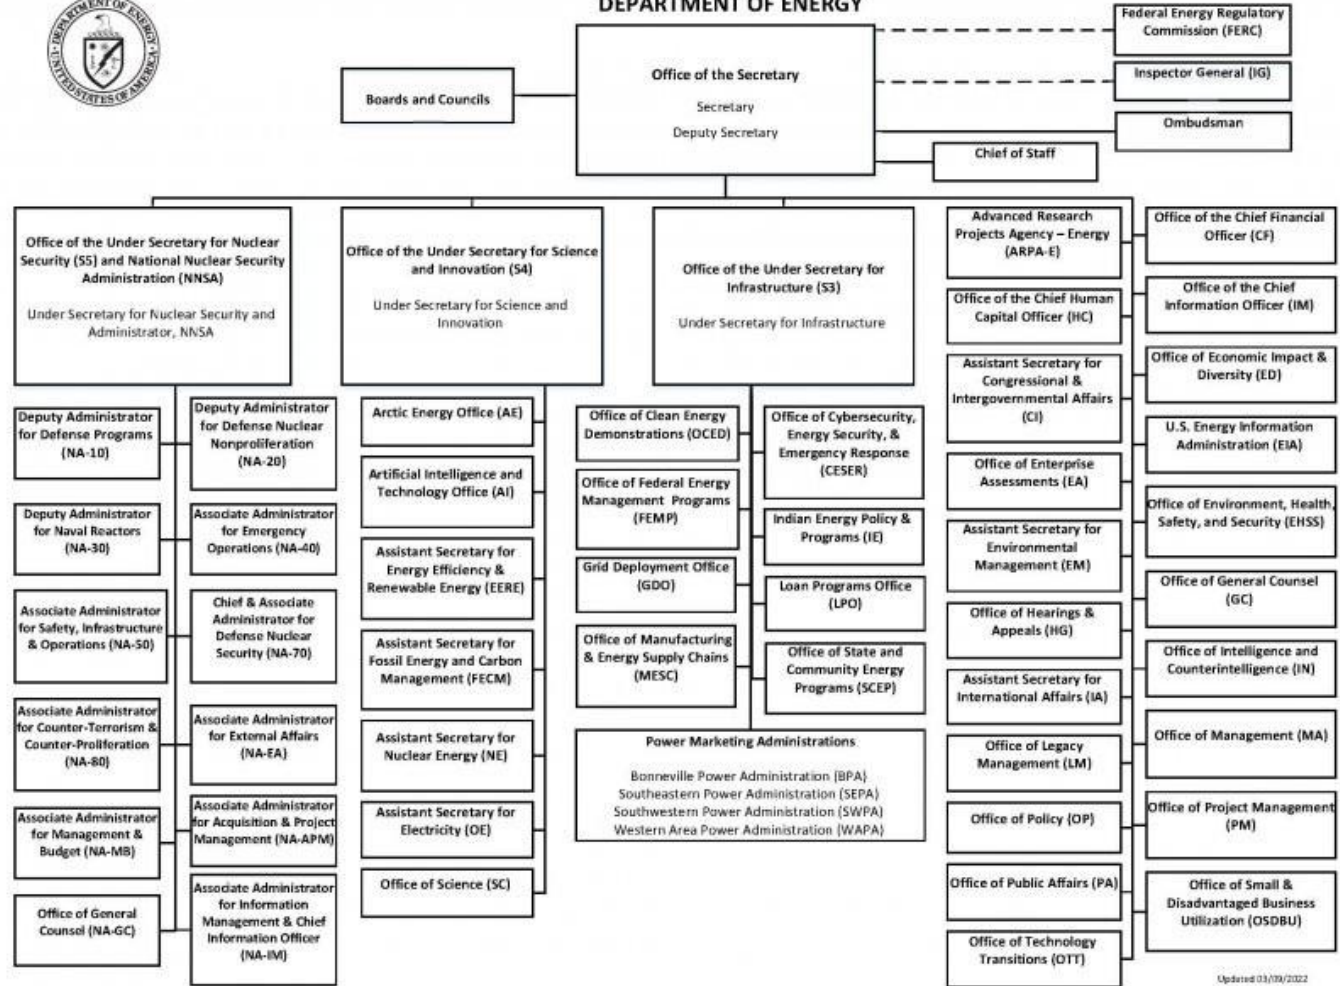 DEPARTMENT OF ENERGY
UNITED STATES OF AMERICA
DEPARTMENT OF ENERGY
Office of the Secretary
Secretary
Deputy Secretary
Boards and Councils
Federal Energy Regulatory
Commission (FERC)
Inspector General (IG)
Ombudsman
Chief of Staff
Office of the Under Secretary for Nuclear
Security (S5) and National Nuclear Security
Administration (NNSA)
Under Secretary for Nuclear Security and
Administrator, NNSA
Office of the Under Secretary for Science
and Innovation (S4)
Under Secretary for Science and
Innovation
Office of the Under Secretary for
Infrastructure (S3)
Under Secretary for Infrastructure
Deputy Administrator
for Defense Programs
(NA-10)
Deputy Administrator
for Defense Nuclear
Nonproliferation
(NA-20)
Deputy Administrator
for Naval Reactors
(NA-30)
Associate Administrator
for Emergency
Operations (NA-40)
Associate Administrator
for Safety, Infrastructure
& Operations (NA-50)
Chief & Associate
Administrator for
Defense Nuclear
Security (NA-70)
Associate Administrator
for Counter-Terrorism &
Counter-Proliferation
(NA-80)
Associate Administrator
for External Affairs
(NA-EA)
Associate Administrator
for Management &
Budget (NA-MB)
Associate Administrator
for Acquisition & Project
Management (NA-APM)
Office of General
Counsel (NA-GC)
Associate Administrator
for Information
Management & Chief
Information Officer
(NA-IM)
Arctic Energy Office (AE)
Artificial Intelligence and
Technology Office (AI)
Assistant Secretary for
Energy Efficiency &
Renewable Energy (EERE)
Assistant Secretary for
Fossil Energy and Carbon
Management (FECM)
Assistant Secretary for
Nuclear Energy (NE)
Assistant Secretary for
Electricity (OE)
Office of Science (SC)
Office of Clean Energy
Demonstrations (OCED)
Office of Cybersecurity,
Energy Security, &
Emergency Response
(CESER)
Office of Federal Energy
Management Programs
(FEMP)
Indian Energy Policy &
Programs (IE)
Grid Deployment Office
(GDO)
Loan Programs Office
(LPO)
Office of Manufacturing
& Energy Supply Chains
(MESC)
Office of State and
Community Energy
Programs (SCEP)
Power Marketing Administrations
Bonneville Power Administration (BPA)
Southeastern Power Administration (SEPA)
Southwestern Power Administration (SWPA)
Western Area Power Administration (WAPA)
Advanced Research
Projects Agency – Energy
(ARPA-E)
Office of the Chief Financial
Officer (CF)
Office of the Chief Human
Capital Officer (HC)
Office of the Chief
Information Officer (IM)
Assistant Secretary for
Congressional &
Intergovernmental Affairs
(CI)
Office of Economic Impact &
Diversity (ED)
U.S. Energy Information
Administration (EIA)
Office of Enterprise
Assessments (EA)
Office of Environment, Health,
Safety, and Security (EHSS)
Assistant Secretary for
Environmental
Management (EM)
Office of General Counsel
(GC)
Office of Hearings &
Appeals (HG)
Office of Intelligence and
Counterintelligence (IN)
Assistant Secretary for
International Affairs (IA)
Office of Management (MA)
Office of Legacy
Management (LM)
Office of Project Management
(PM)
Office of Policy (OP)
Office of Public Affairs (PA)
Office of Small &
Disadvantaged Business
Utilization (OSDBU)
Office of Technology
Transitions (OTT)
Updated 03/09/2022